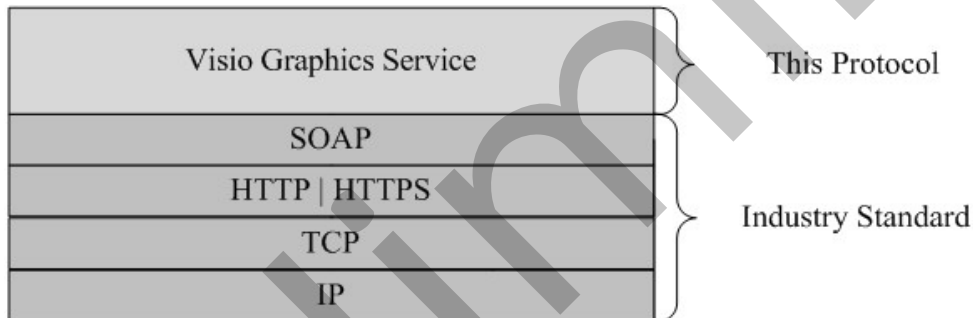 Visio Graphics Service
This Protocol
SOAP
HTTP | HTTPS
Industry Standard
TCP
IP